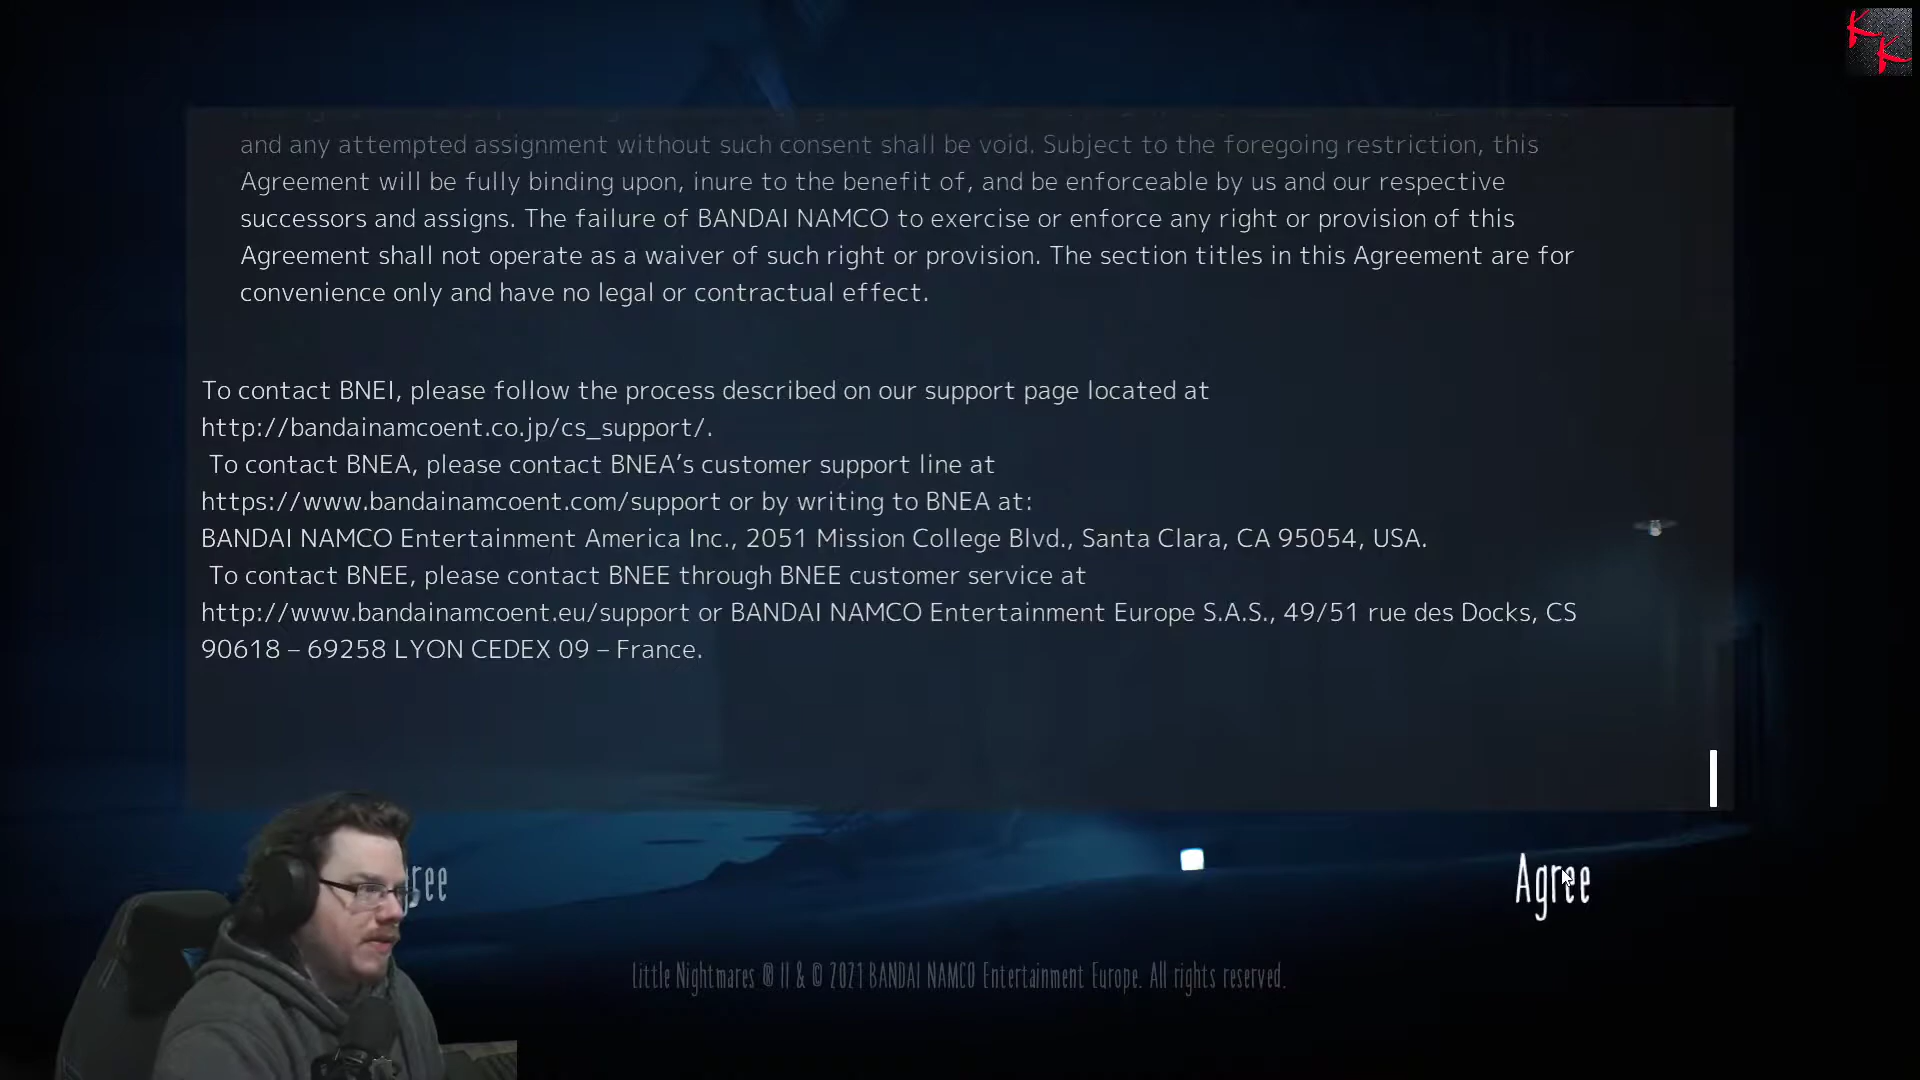 and any attempted assignment without such consent shall be void. Subject to the foregoing restriction, this
Agreement will be fully binding upon, inure to the benefit of, and be enforceable by us and our respective
successors and assigns. The failure of BANDAI NAMCO to exercise or enforce any right or provision of this
Agreement shall not operate as a waiver of such right or provision. The section titles in this Agreement are for
convenience only and have no legal or contractual effect.
To contact BNEI, please follow the process described on our support page located at
http://bandainamcoent.co.jp/cs_support/.
To contact BNEA, please contact BNEA’s customer support line at
https://www.bandainamcoent.com/support or by writing to BNEA at:
BANDAI NAMCO Entertainment America Inc., 2051 Mission College Blvd., Santa Clara, CA 95054, USA.
To contact BNEE, please contact BNEE through BNEE customer service at
http://www.bandainamcoent.eu/support or BANDAI NAMCO Entertainment Europe S.A.S., 49/51 rue des Docks, CS
90618 – 69258 LYON CEDEX 09 – France.
Agree
Little Nightmares ® II & © 2021 BANDAI NAMCO Entertainment Europe. All rights reserved.
KK